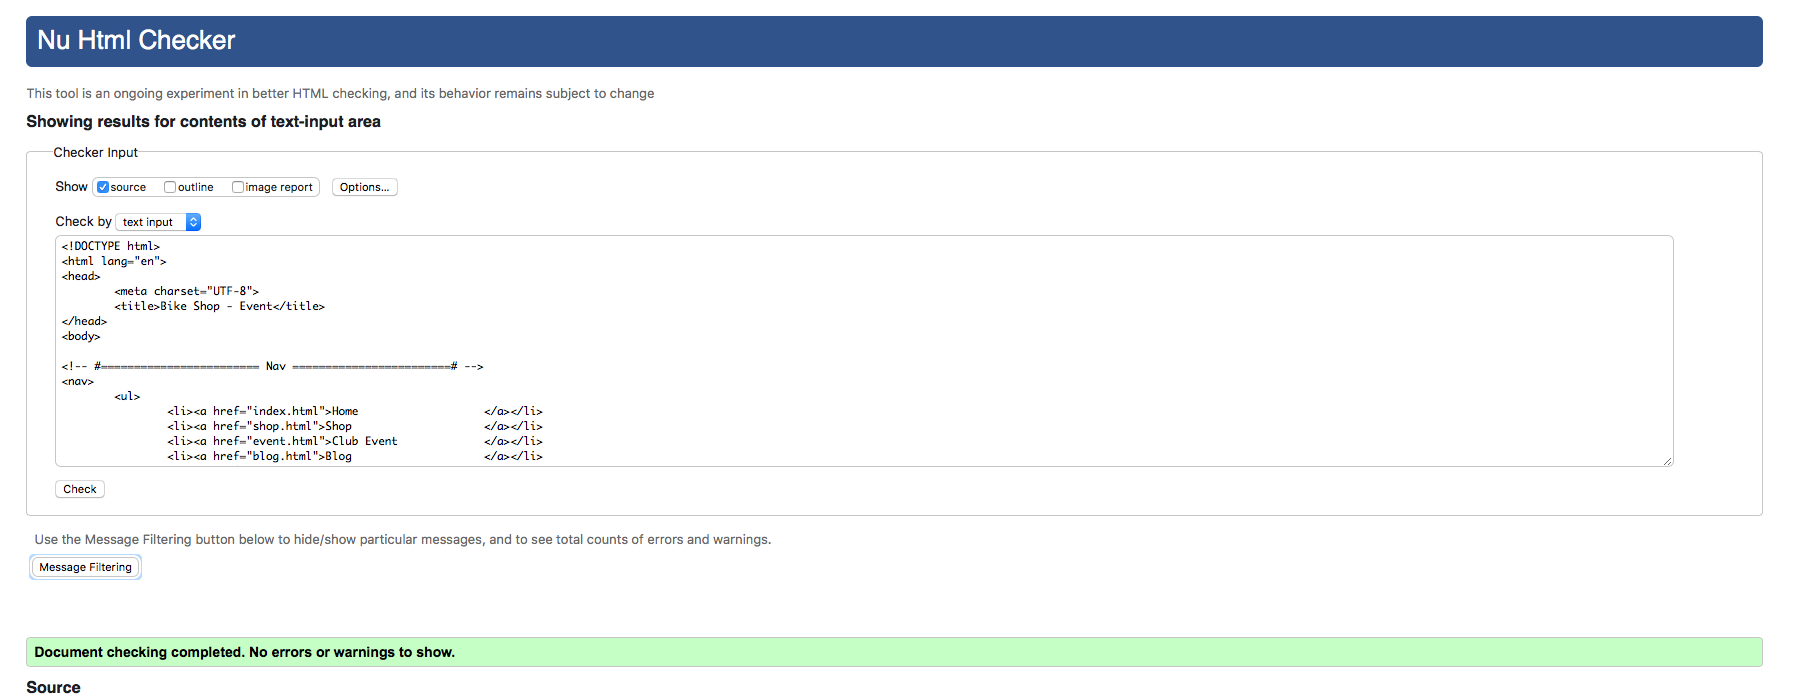 Nu Html Checker
This tool is an ongoing experiment in better HTML checking, and its behavior remains subject to change
Showing results for contents of text-input area
Checker Input
Show source outline image report Options...
Check by text input
<!DOCTYPE html>
<html lang="en">
<head>
<meta charset="UTF-8">
<title>Bike Shop - Event</title>
</head>
<body>
<!-- #======================== Nav ========================# -->
<nav>
<ul>
<li><a href="index.html">Home </a></li>
<li><a href="shop.html">Shop </a></li>
<li><a href="event.html">Club Event </a></li>
<li><a href="blog.html">Blog </a></li>
Check
Use the Message Filtering button below to hide/show particular messages, and to see total counts of errors and warnings.
Message Filtering
Document checking completed. No errors or warnings to show.
Source